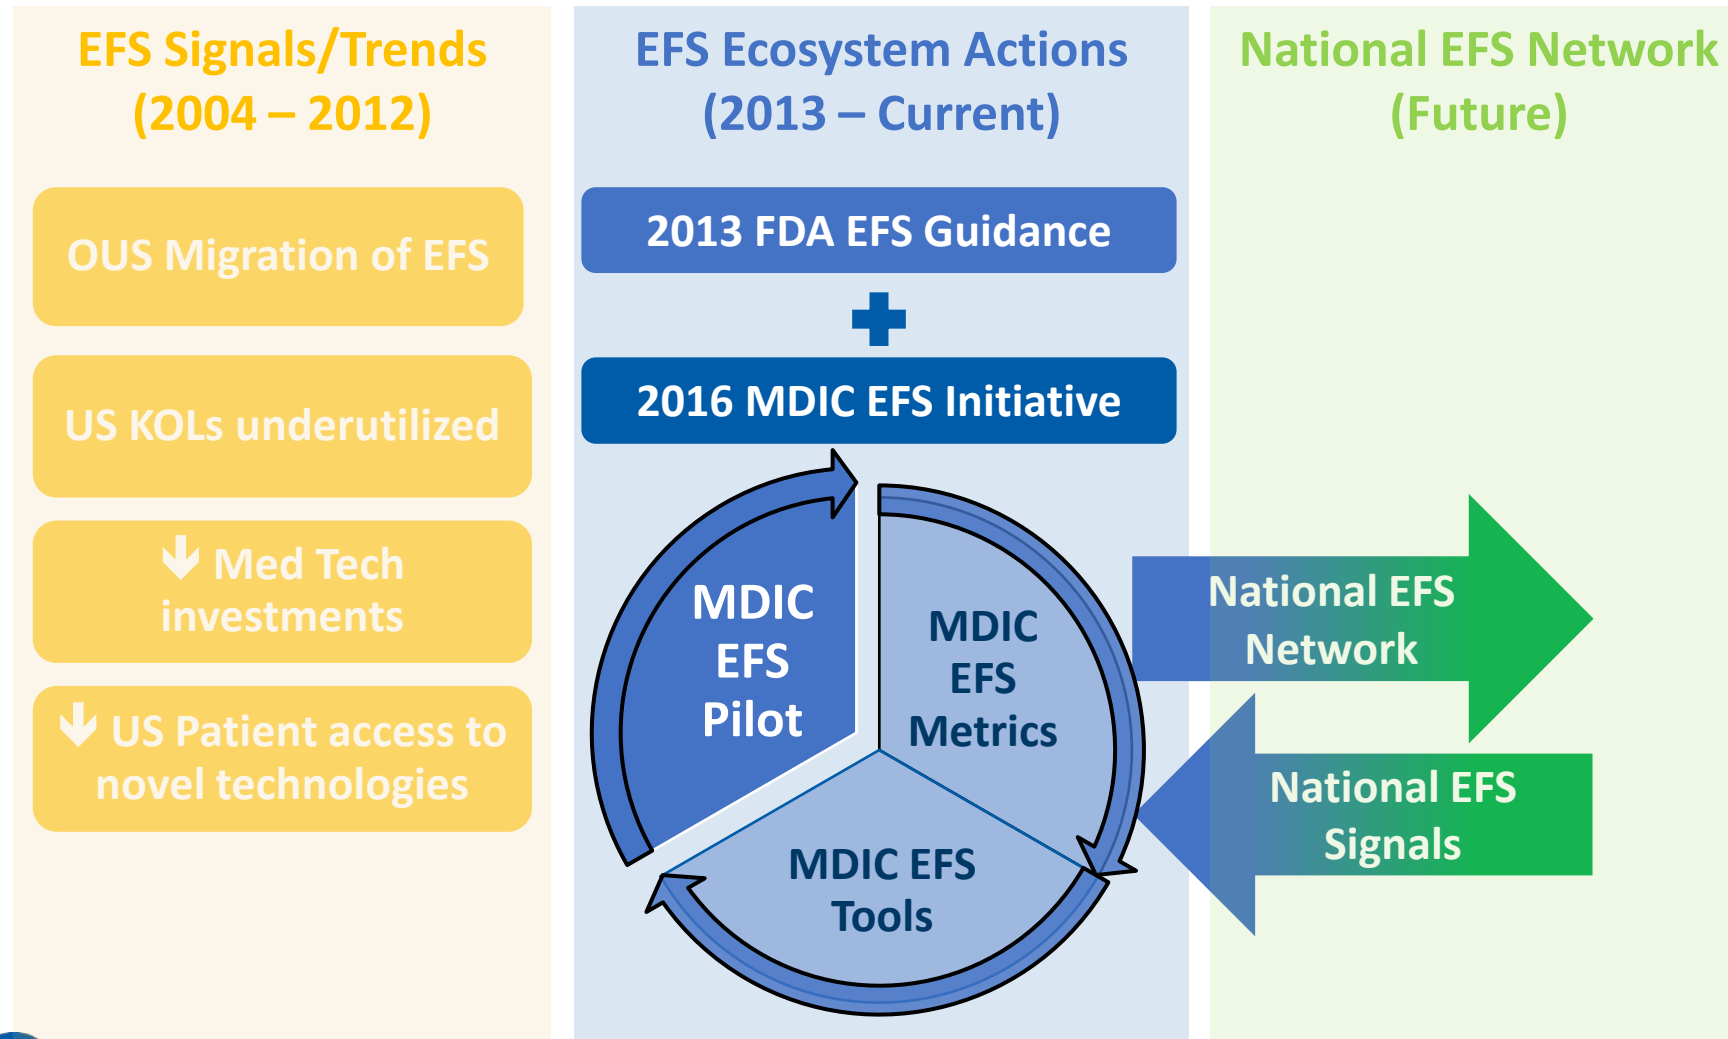 EFS Signals/Trends
(2004 – 2012)
OUS Migration of EFS
US KOLs underutilized
🡻 Med Tech
investments
🡻 US Patient access to
novel technologies
EFS Ecosystem Actions
(2013 – Current)
2013 FDA EFS Guidance
2016 MDIC EFS Initiative
MDIC
EFS
Pilot
MDIC
EFS
Metrics
MDIC EFS
Tools
National EFS Network
(Future)
National EFS
Network
National EFS
Signals